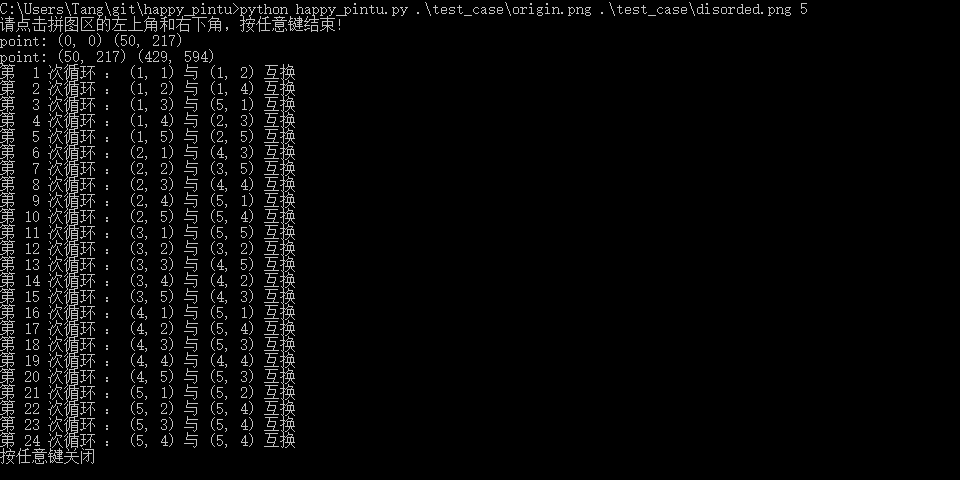 C:\Users\Tang\git\happy_pintu>python happy_pintu.py .\test_case\origin.png .\test_case\disorded.png 5
请点击拼图区的左上角和右下角，按任意键结束!
point: (0, 0) (50, 217)
point: (50, 217) (429, 594)
第  1 次循环 : (1, 1) 与 (1, 2) 互换
第  2 次循环 : (1, 2) 与 (1, 4) 互换
第  3 次循环 : (1, 3) 与 (5, 1) 互换
第  4 次循环 : (1, 4) 与 (2, 3) 互换
第  5 次循环 : (1, 5) 与 (2, 5) 互换
第  6 次循环 : (2, 1) 与 (4, 3) 互换
第  7 次循环 : (2, 2) 与 (3, 5) 互换
第  8 次循环 : (2, 3) 与 (4, 4) 互换
第  9 次循环 : (2, 4) 与 (5, 1) 互换
第 10 次循环 : (2, 5) 与 (5, 4) 互换
第 11 次循环 : (3, 1) 与 (5, 5) 互换
第 12 次循环 : (3, 2) 与 (3, 2) 互换
第 13 次循环 : (3, 3) 与 (4, 5) 互换
第 14 次循环 : (3, 4) 与 (4, 2) 互换
第 15 次循环 : (3, 5) 与 (4, 3) 互换
第 16 次循环 : (4, 1) 与 (5, 1) 互换
第 17 次循环 : (4, 2) 与 (5, 4) 互换
第 18 次循环 : (4, 3) 与 (5, 3) 互换
第 19 次循环 : (4, 4) 与 (4, 4) 互换
第 20 次循环 : (4, 5) 与 (5, 3) 互换
第 21 次循环 : (5, 1) 与 (5, 2) 互换
第 22 次循环 : (5, 2) 与 (5, 4) 互换
第 23 次循环 : (5, 3) 与 (5, 4) 互换
第 24 次循环 : (5, 4) 与 (5, 4) 互换
按任意键关闭